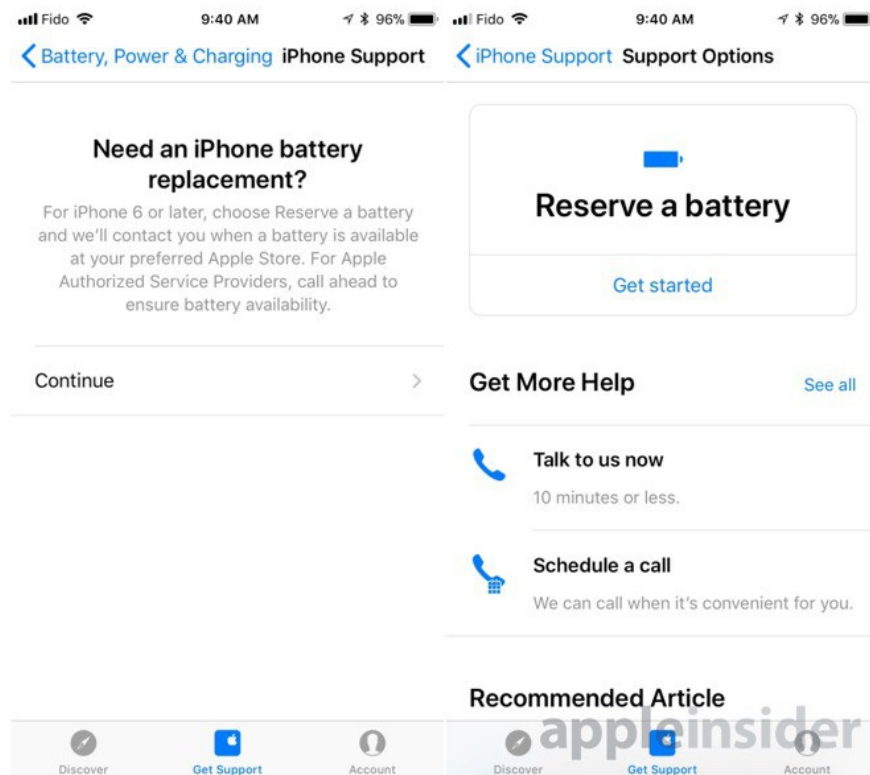 Fido 9:40 AM 96%
Battery, Power & Charging iPhone Support
Need an iPhone battery
replacement?
For iPhone 6 or later, choose Reserve a battery
and we'll contact you when a battery is available
at your preferred Apple Store. For Apple
Authorized Service Providers, call ahead to
ensure battery availability.
Continue
Discover Get Support Account
Fido 9:40 AM 96%
iPhone Support Support Options
Reserve a battery
Get started
Get More Help See all
Talk to us now
10 minutes or less.
Schedule a call
We can call when it's convenient for you.
Recommended Article
appleinsider
Discover Get Support Account